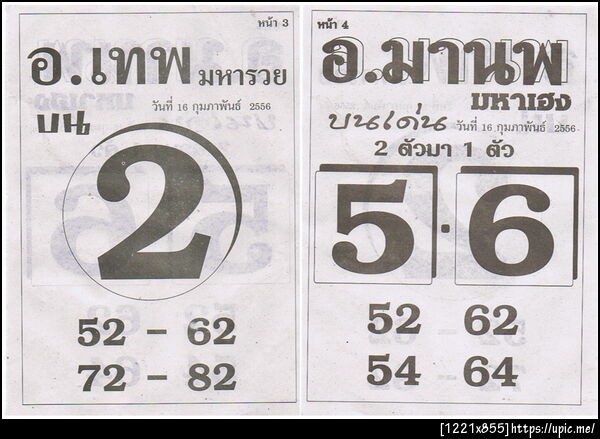 หน้า 3
อ.เทพ มหารวย
วันที่ 16 กุมภาพันธ์ 2556
บน
2
52 - 62
72 - 82
หน้า 4
อ.มานพ
มหาเฮง
บนเด่น วันที่ 16 กุมภาพันธ์ 2556
2 ตัวมา 1 ตัว
5 · 6
52 62
54 64
[1221x855]https://upic.me/